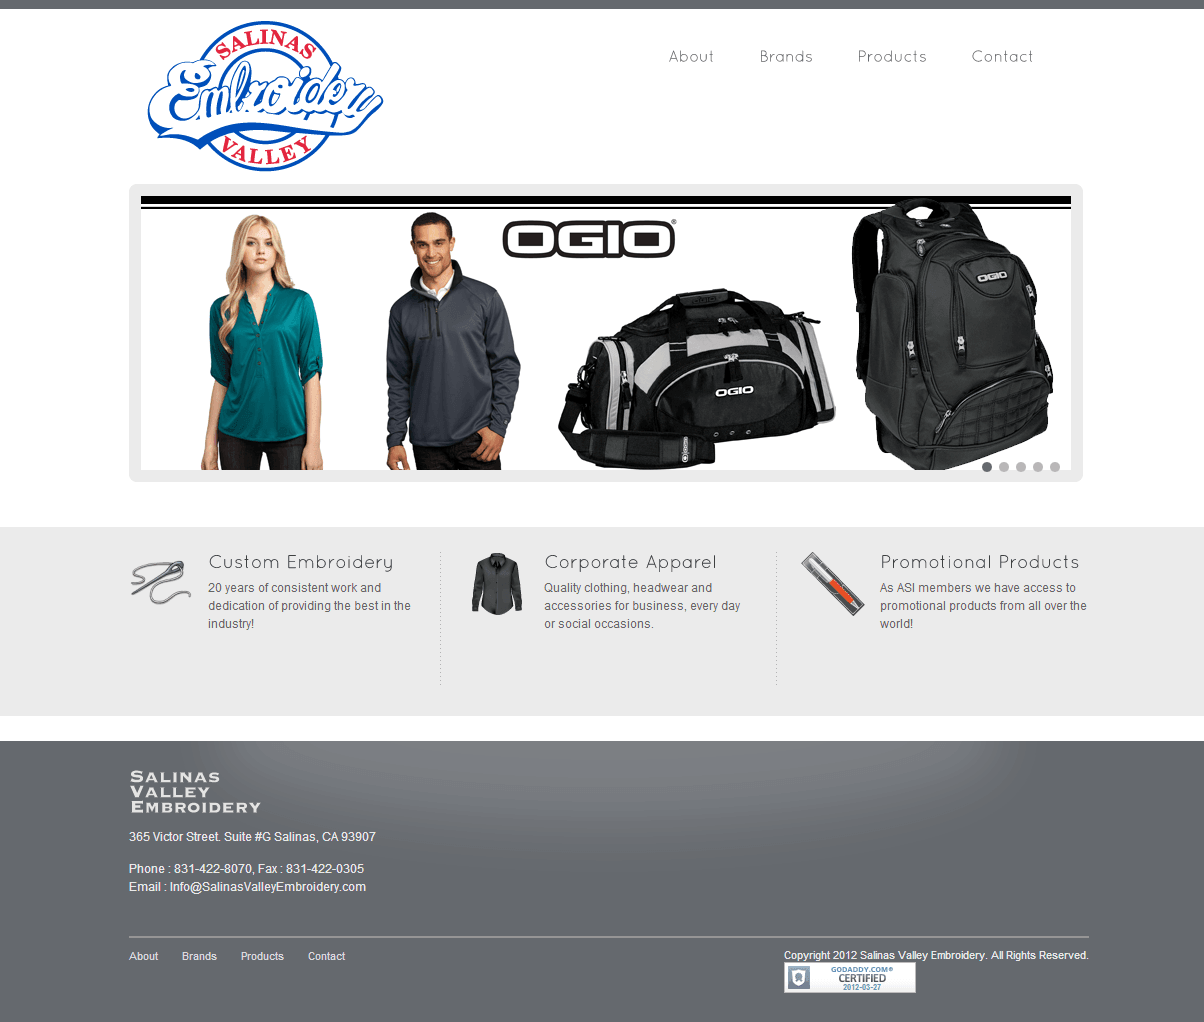 SALINAS
Embroidery
VALLEY
About Brands Products Contact
OGIO®
OGIO
OGIO
Custom Embroidery
20 years of consistent work and
dedication of providing the best in the
industry!
Corporate Apparel
Quality clothing, headwear and
accessories for business, every day
or social occasions.
Promotional Products
As ASI members we have access to
promotional products from all over the
world!
SALINAS
VALLEY
EMBROIDERY
365 Victor Street. Suite #G Salinas, CA 93907
Phone : 831-422-8070, Fax : 831-422-0305
Email : Info@SalinasValleyEmbroidery.com
About Brands Products Contact
Copyright 2012 Salinas Valley Embroidery. All Rights Reserved.
GODADDY.COM®
CERTIFIED
2012-03-27